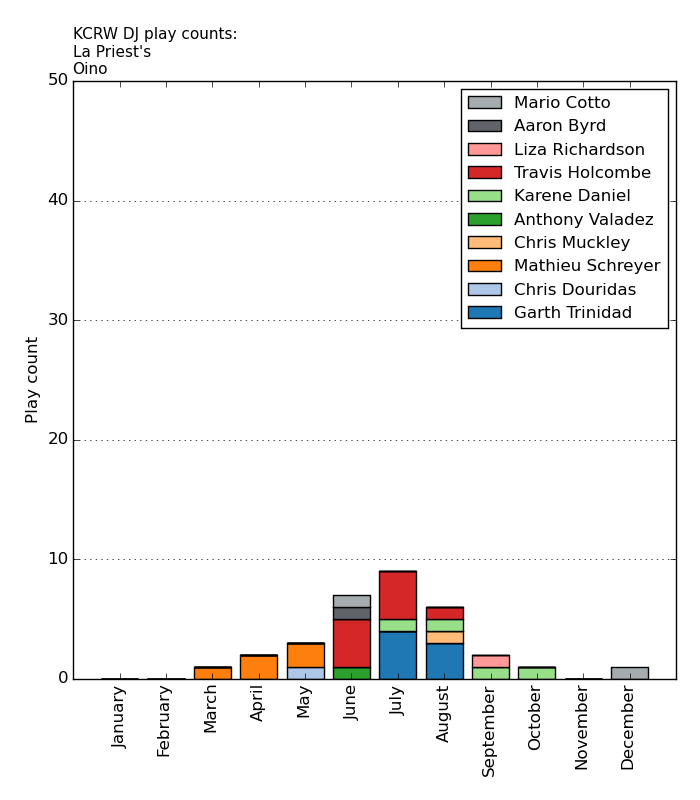 KCRW DJ play counts:
La Priest's
Oino
50
40
30
20
10
0
Play count
Mario Cotto
Aaron Byrd
Liza Richardson
Travis Holcombe
Karene Daniel
Anthony Valadez
Chris Muckley
Mathieu Schreyer
Chris Douridas
Garth Trinidad
January
February
March
April
May
June
July
August
September
October
November
December